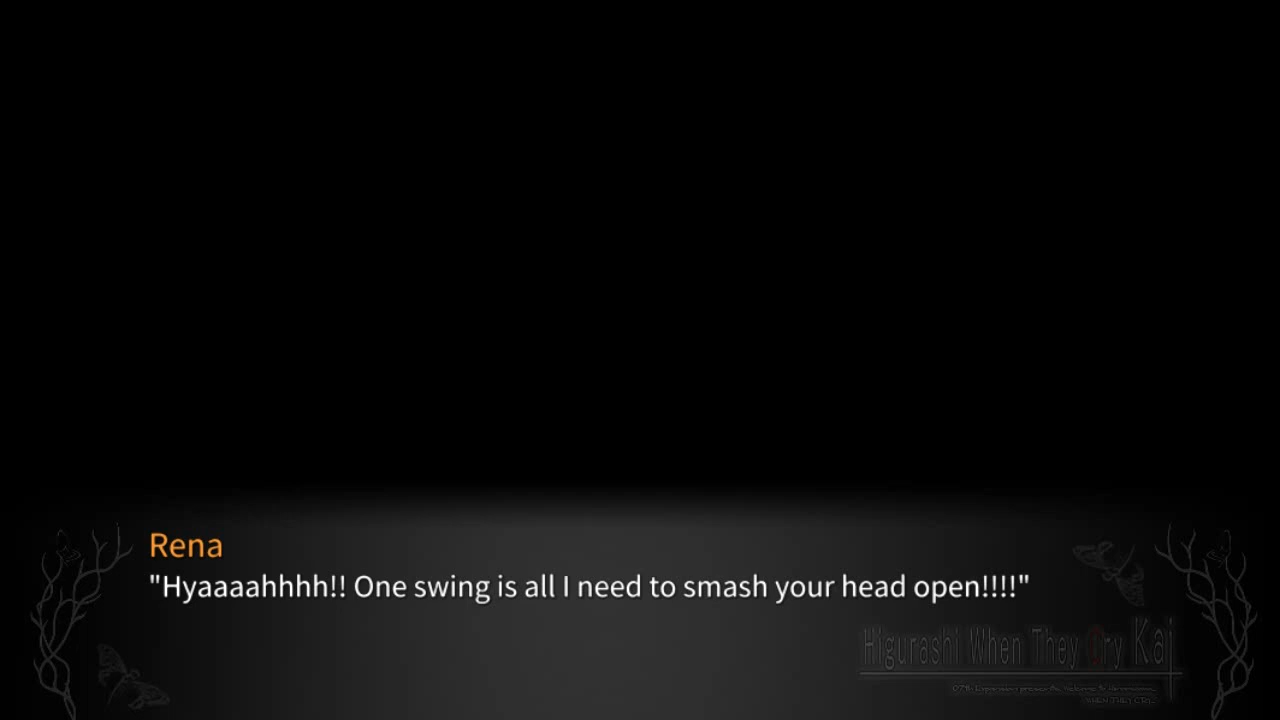 Rena
"Hyaaaahhhh!! One swing is all I need to smash your head open!!!!"
Higurashi When They Cry Kai